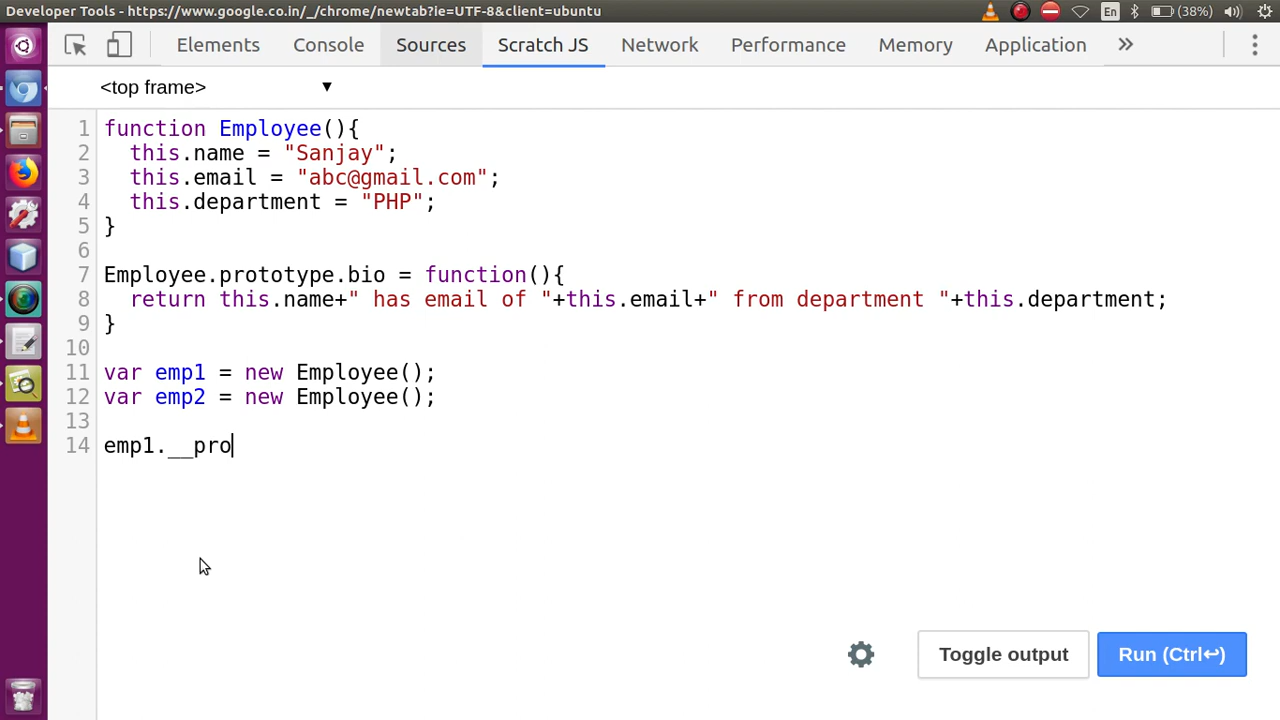 Developer Tools - https://www.google.co.in/_/chrome/newtab?ie=UTF-8&client=ubuntu En (38%)
Elements Console Sources Scratch JS Network Performance Memory Application »
<top frame> ▼
1 function Employee(){
2   this.name = "Sanjay";
3   this.email = "abc@gmail.com";
4   this.department = "PHP";
5 }
6
7 Employee.prototype.bio = function(){
8   return this.name+" has email of "+this.email+" from department "+this.department;
9 }
10
11 var emp1 = new Employee();
12 var emp2 = new Employee();
13
14 emp1.__pro
Toggle output Run (Ctrl↩)